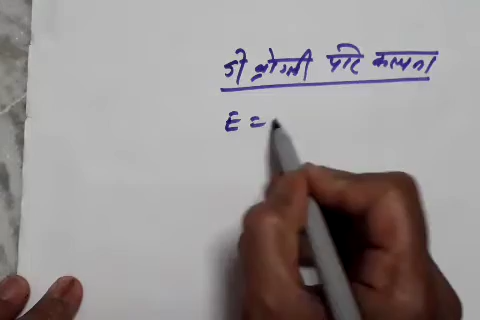 डी ब्रोग्ली परि कल्पना
E =